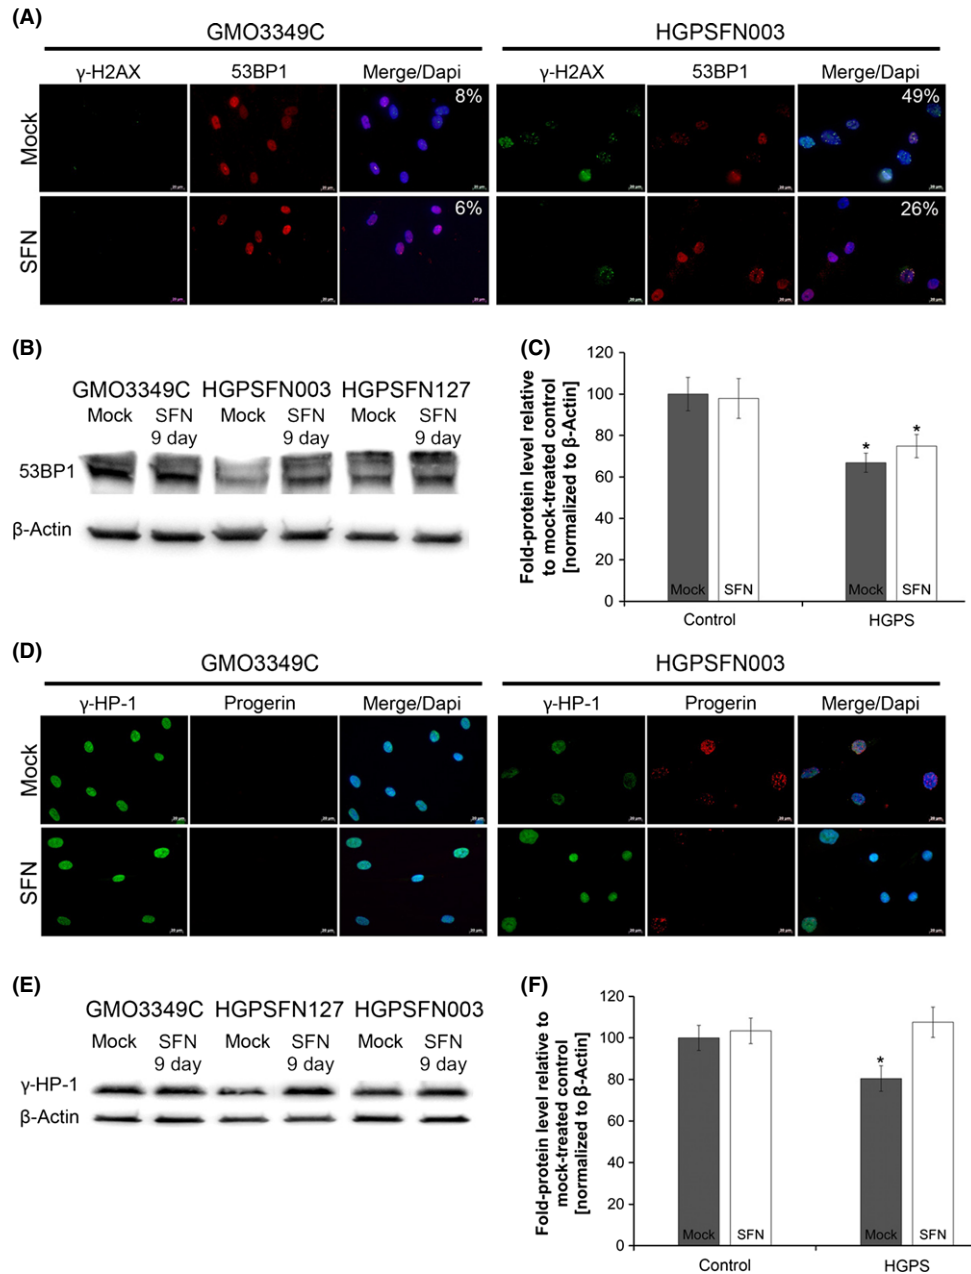 (A)
GMO3349C HGPSFN003
γ-H2AX 53BP1 Merge/Dapi γ-H2AX 53BP1 Merge/Dapi
Mock 8% 49%
SFN 6% 26%
(B)
GMO3349C HGPSFN003 HGPSFN127
Mock SFN Mock SFN Mock SFN
9 day 9 day 9 day
53BP1
β-Actin
(C)
Fold-protein level relative
to mock-treated control
[normalized to β-Actin]
120
100
80
60
40
20
0
* *
Mock SFN Mock SFN
Control HGPS
(D)
GMO3349C HGPSFN003
γ-HP-1 Progerin Merge/Dapi γ-HP-1 Progerin Merge/Dapi
Mock
SFN
(E)
GMO3349C HGPSFN127 HGPSFN003
Mock SFN Mock SFN Mock SFN
9 day 9 day 9 day
γ-HP-1
β-Actin
(F)
Fold-protein level relative to
mock-treated control
[normalized to β-Actin]
120
100
80
60
40
20
0
*
Mock SFN Mock SFN
Control HGPS